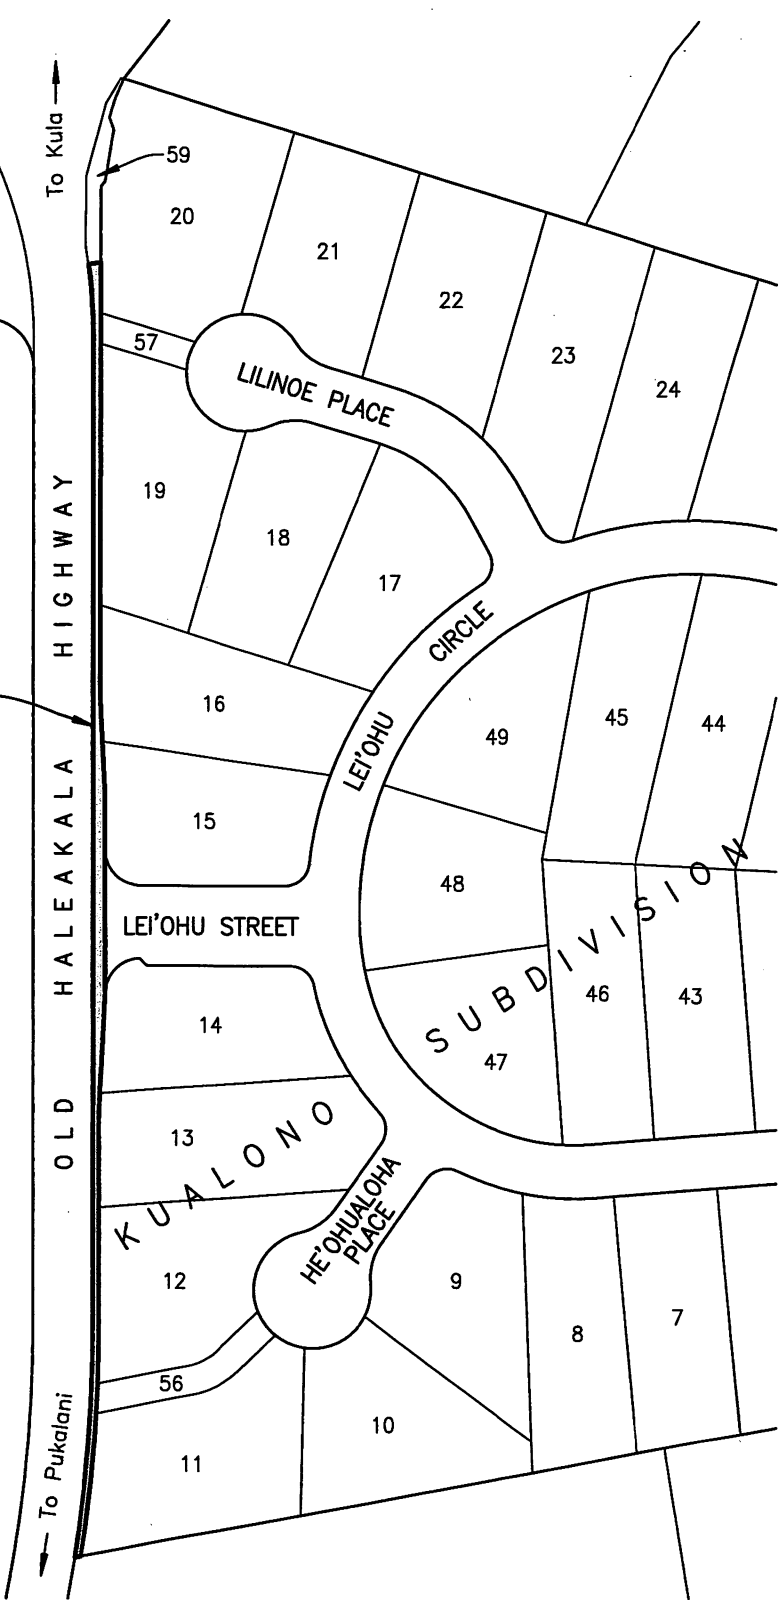 To Kula
59
20
21
22
23
24
57
LILINOE PLACE
19
18
17
16
15
CIRCLE
LEI'OHU
49
45
44
48
LEI'OHU STREET
OLD HALEAKALA HIGHWAY
KUALONO SUBDIVISION
46
43
47
14
13
12
HE'OHUALOHA
PLACE
9
8
7
56
11
10
To Pukalani